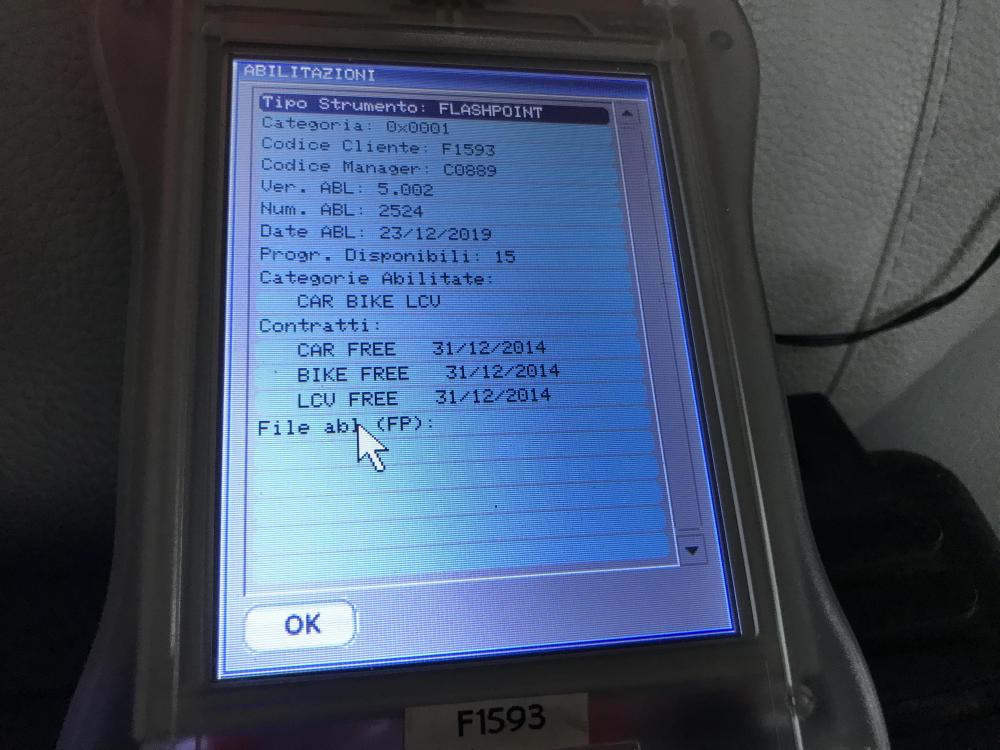 ABILITAZIONI
Tipo Strumento: FLASHPOINT
Categoria: 0x0001
Codice Cliente: F1593
Codice Manager: C0889
Ver. ABL: 5.002
Num. ABL: 2524
Date ABL: 23/12/2019
Progr. Disponibili: 15
Categorie Abilitate:
CAR BIKE LCV
Contratti:
CAR FREE 31/12/2014
BIKE FREE 31/12/2014
LCV FREE 31/12/2014
File abl (FP):
OK
F1593